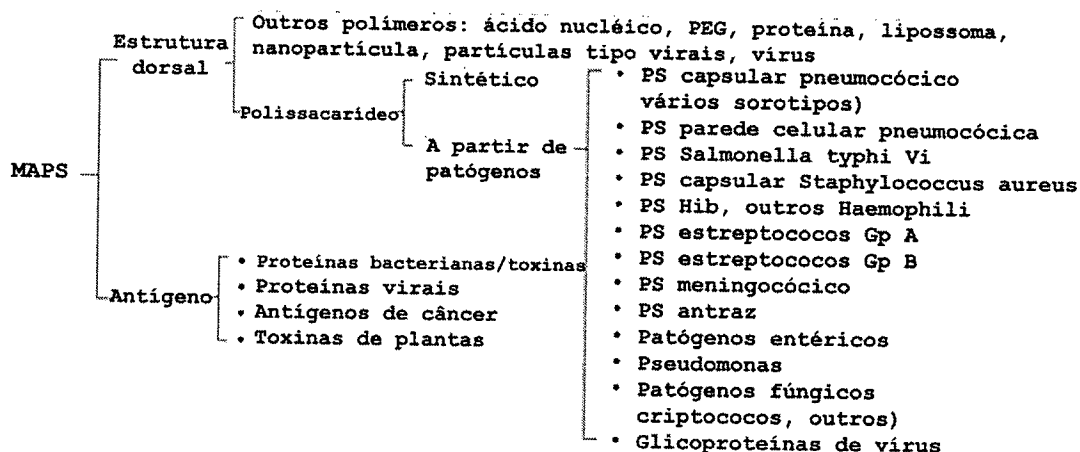 Outros polímeros: ácido nucléico, PEG, proteína, lipossoma,
nanopartícula, partículas tipo virais, vírus
Estrutura
dorsal
Polissacarídeo
Sintético
A partir de
patógenos
• PS capsular pneumocócico
vários sorotipos)
• PS parede celular pneumocócica
• PS Salmonella typhi Vi
• PS capsular Staphylococcus aureus
• PS Hib, outros Haemophili
• PS estreptococos Gp A
• PS estreptococos Gp B
• PS meningocócico
• PS antraz
• Patógenos entéricos
• Pseudomonas
• Patógenos fúngicos
criptococos, outros)
• Glicoproteínas de vírus
MAPS
Antígeno
• Proteínas bacterianas/toxinas
• Proteínas virais
• Antígenos de câncer
• Toxinas de plantas